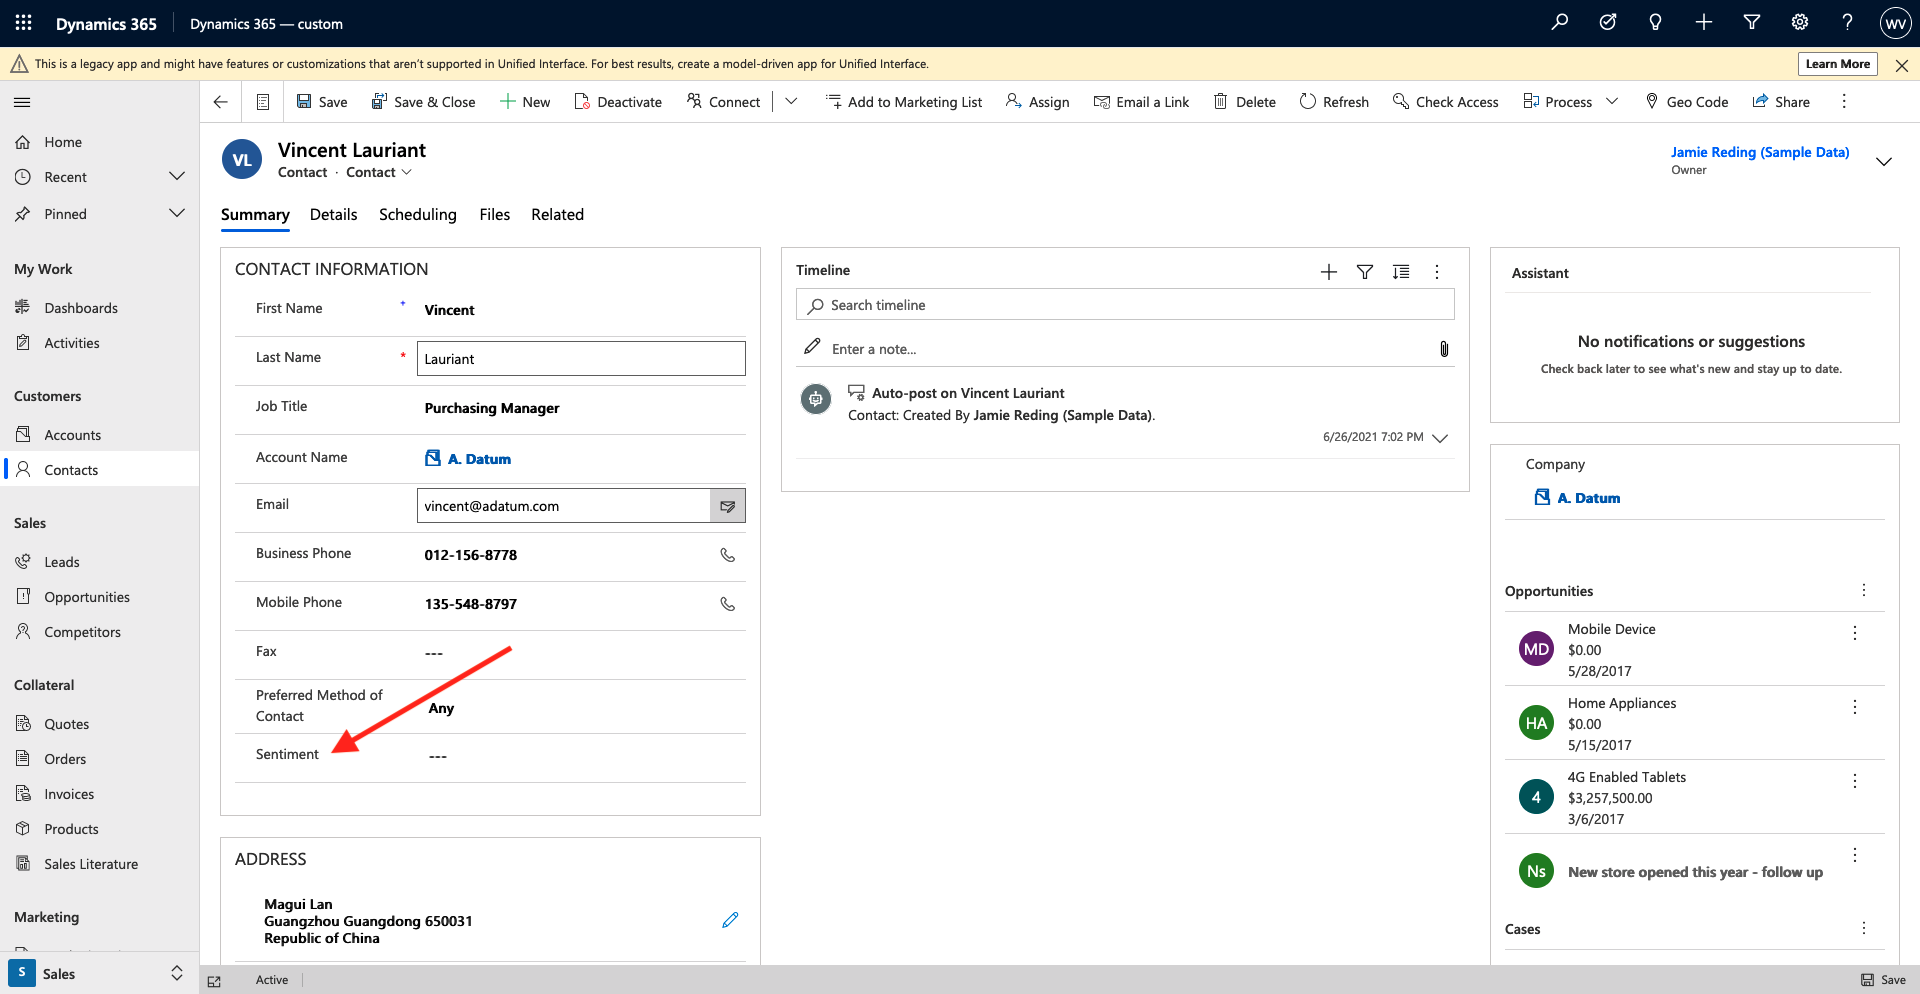 Dynamics 365
Dynamics 365 — custom
WV
This is a legacy app and might have features or customizations that aren't supported in Unified Interface. For best results, create a model-driven app for Unified Interface.
Learn More
Save
Save & Close
New
Deactivate
Connect
Add to Marketing List
Assign
Email a Link
Delete
Refresh
Check Access
Process
Geo Code
Share
Home
Recent
Pinned
My Work
Dashboards
Activities
Customers
Accounts
Contacts
Sales
Leads
Opportunities
Competitors
Collateral
Quotes
Orders
Invoices
Products
Sales Literature
Marketing
S
Sales
VL
Vincent Lauriant
Contact · Contact
Jamie Reding (Sample Data)
Owner
Summary
Details
Scheduling
Files
Related
CONTACT INFORMATION
First Name
Vincent
Last Name *
Lauriant
Job Title
Purchasing Manager
Account Name
A. Datum
Email
vincent@adatum.com
Business Phone
012-156-8778
Mobile Phone
135-548-8797
Fax
---
Preferred Method of
Contact
Any
Sentiment
---
ADDRESS
Magui Lan
Guangzhou Guangdong 650031
Republic of China
Timeline
Search timeline
Enter a note...
Auto-post on Vincent Lauriant
Contact: Created By Jamie Reding (Sample Data).
6/26/2021 7:02 PM
Assistant
No notifications or suggestions
Check back later to see what's new and stay up to date.
Company
A. Datum
Opportunities
MD
Mobile Device
$0.00
5/28/2017
HA
Home Appliances
$0.00
5/15/2017
4
4G Enabled Tablets
$3,257,500.00
3/6/2017
Ns
New store opened this year - follow up
Cases
Active
Save